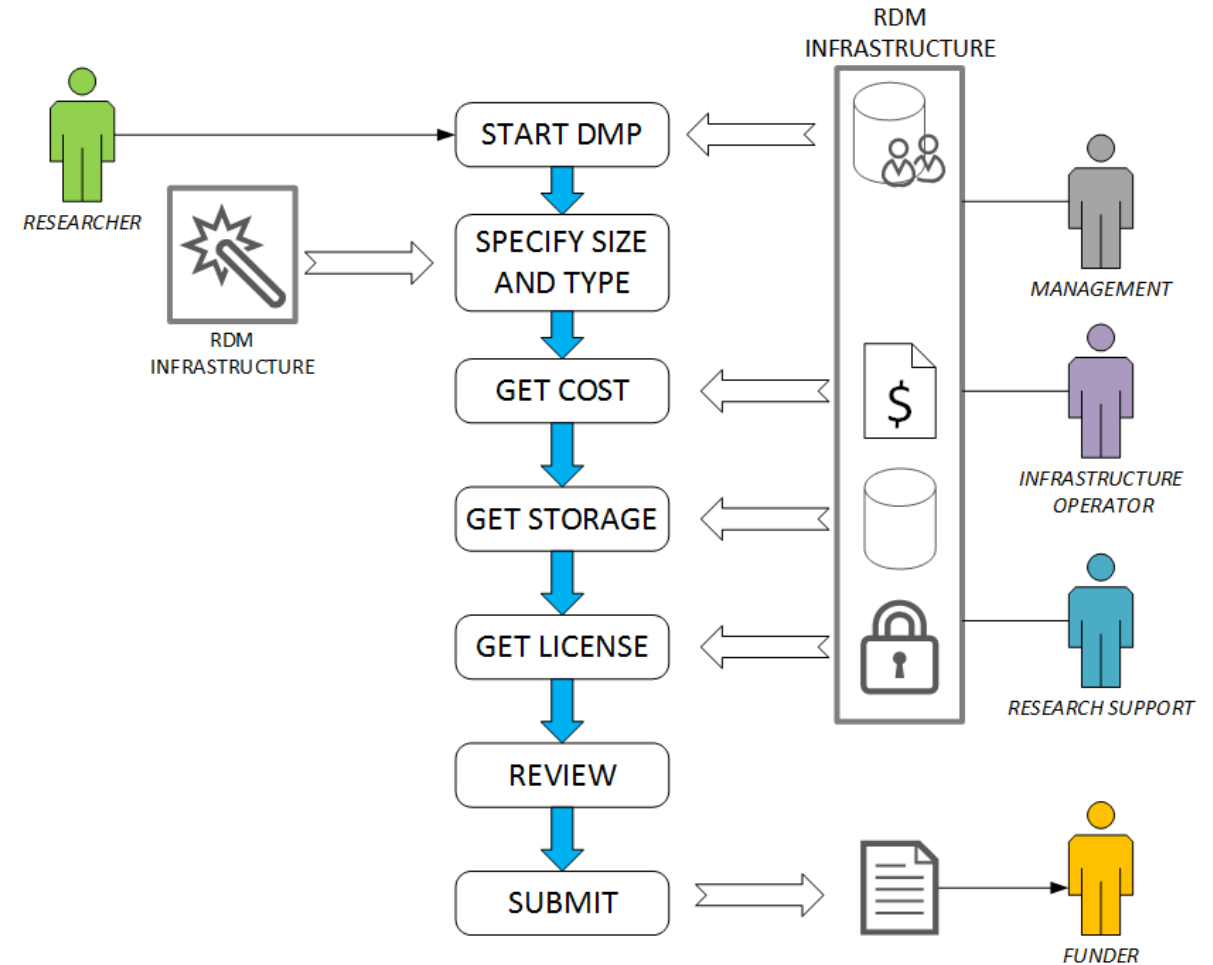 RDM
INFRASTRUCTURE
START DMP
RESEARCHER
SPECIFY SIZE
AND TYPE
MANAGEMENT
RDM
INFRASTRUCTURE
GET COST
$
INFRASTRUCTURE
OPERATOR
GET STORAGE
GET LICENSE
RESEARCH SUPPORT
REVIEW
SUBMIT
FUNDER